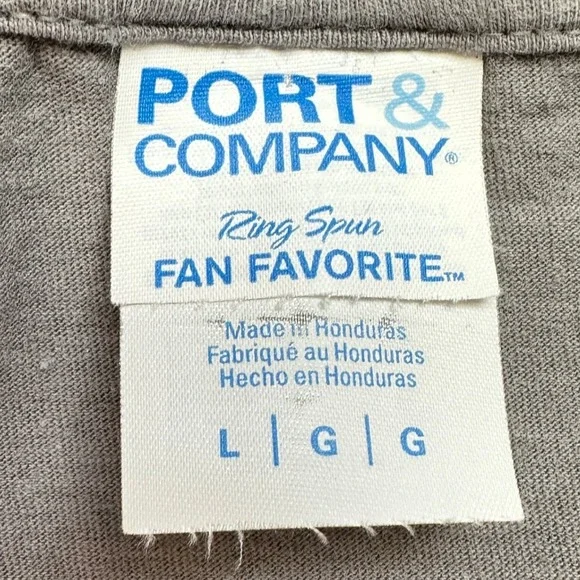 PORT &
COMPANY®
Ring Spun
FAN FAVORITE™
Made in Honduras
Fabriqué au Honduras
Hecho en Honduras
L | G | G